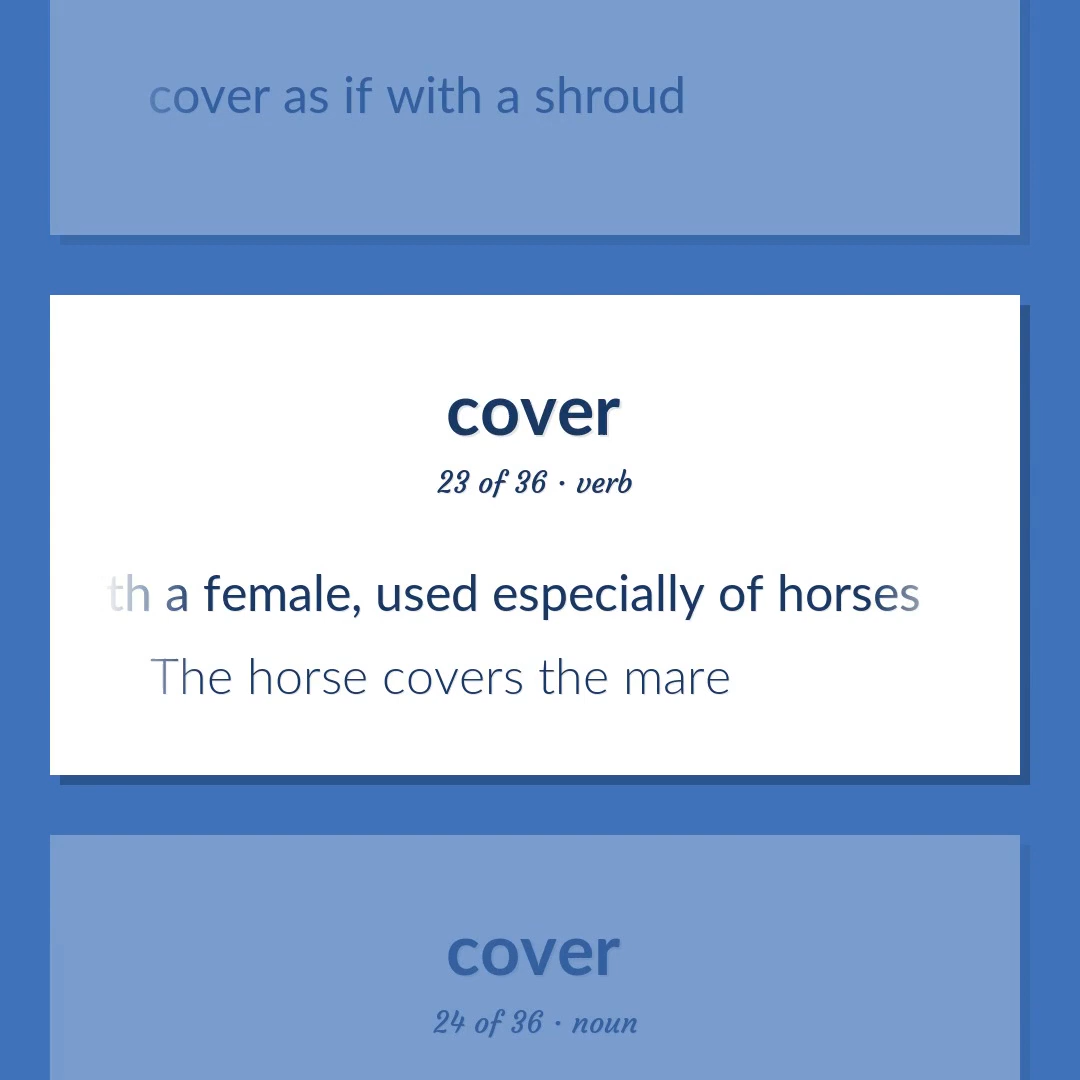 cover as if with a shroud
cover
23 of 36 · verb
th a female, used especially of horses
The horse covers the mare
cover
24 of 36 · noun